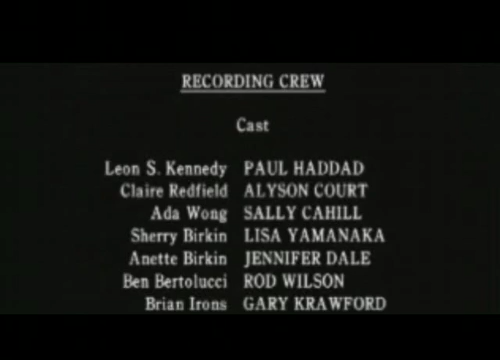 RECORDING CREW
Cast
Leon S. Kennedy PAUL HADDAD
Claire Redfield ALYSON COURT
Ada Wong SALLY CAHILL
Sherry Birkin LISA YAMANAKA
Anette Birkin JENNIFER DALE
Ben Bertolucci ROD WILSON
Brian Irons GARY KRAWFORD